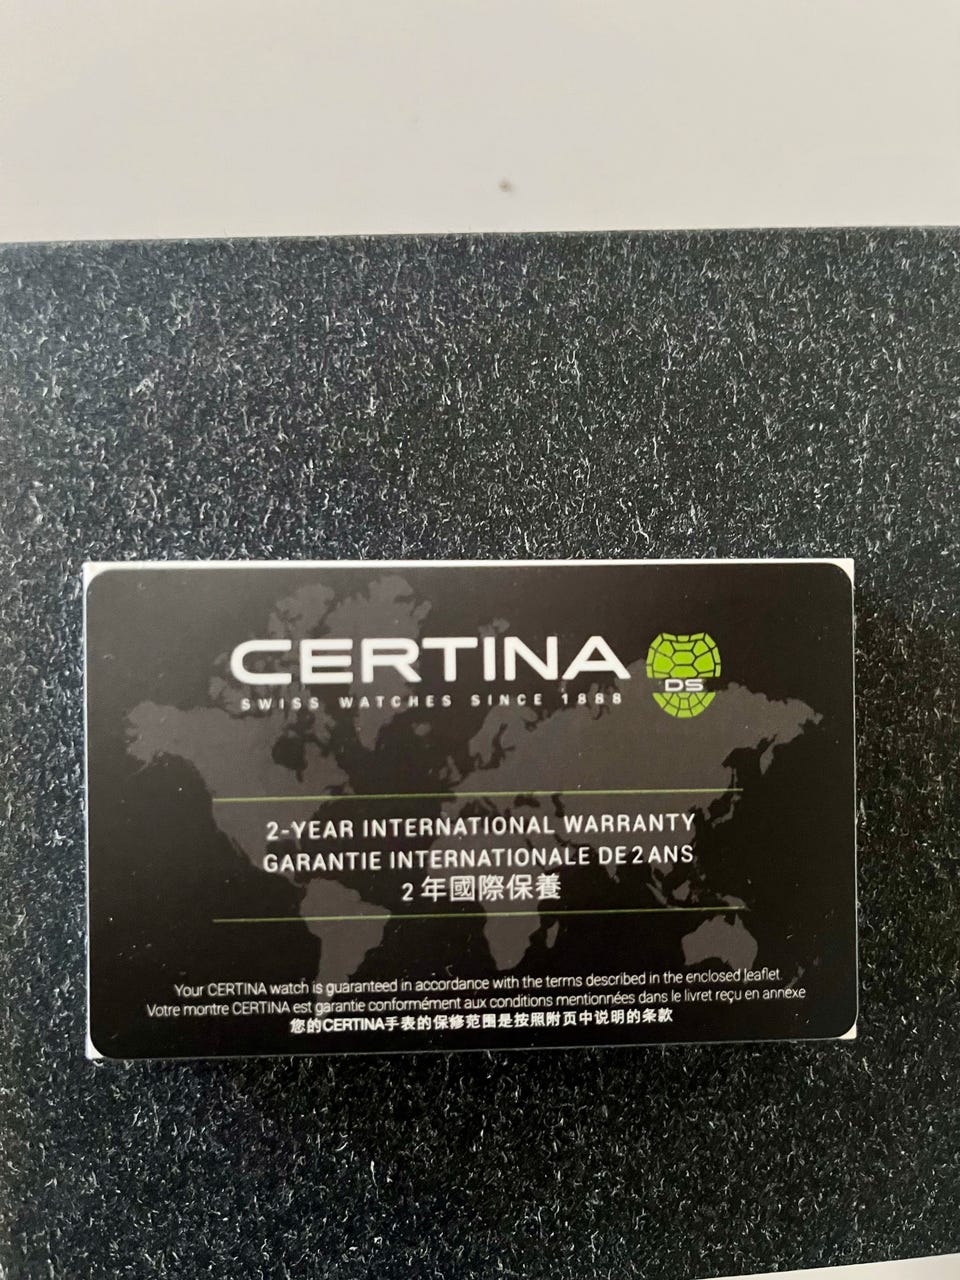 CERTINA
SWISS WATCHES SINCE 1888
DS
2-YEAR INTERNATIONAL WARRANTY
GARANTIE INTERNATIONALE DE 2 ANS
2 年國際保養
Your CERTINA watch is guaranteed in accordance with the terms described in the enclosed leaflet.
Votre montre CERTINA est garantie conformément aux conditions mentionnées dans le livret reçu en annexe
您的CERTINA手表的保修范围是按照附页中说明的条款